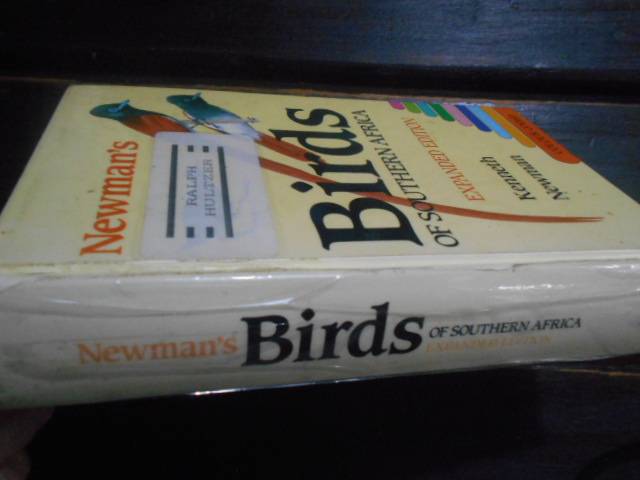 Newman's
Birds
OF SOUTHERN AFRICA
EXPANDED EDITION
Kenneth
Newman
RALPH
HULTZER
Newman's Birds OF SOUTHERN AFRICA
EXPANDED EDITION